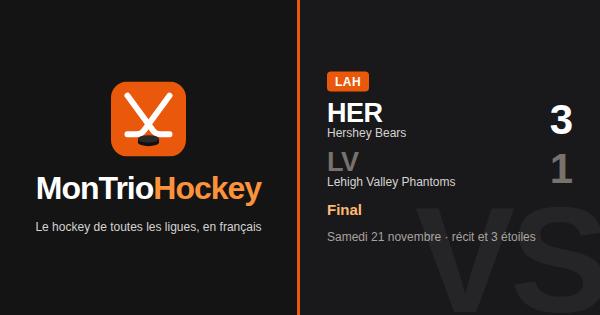 MonTrioHockey
Le hockey de toutes les ligues, en français
LAH
HER 3
Hershey Bears
LV 1
Lehigh Valley Phantoms
Final
Samedi 21 novembre · récit et 3 étoiles
VS